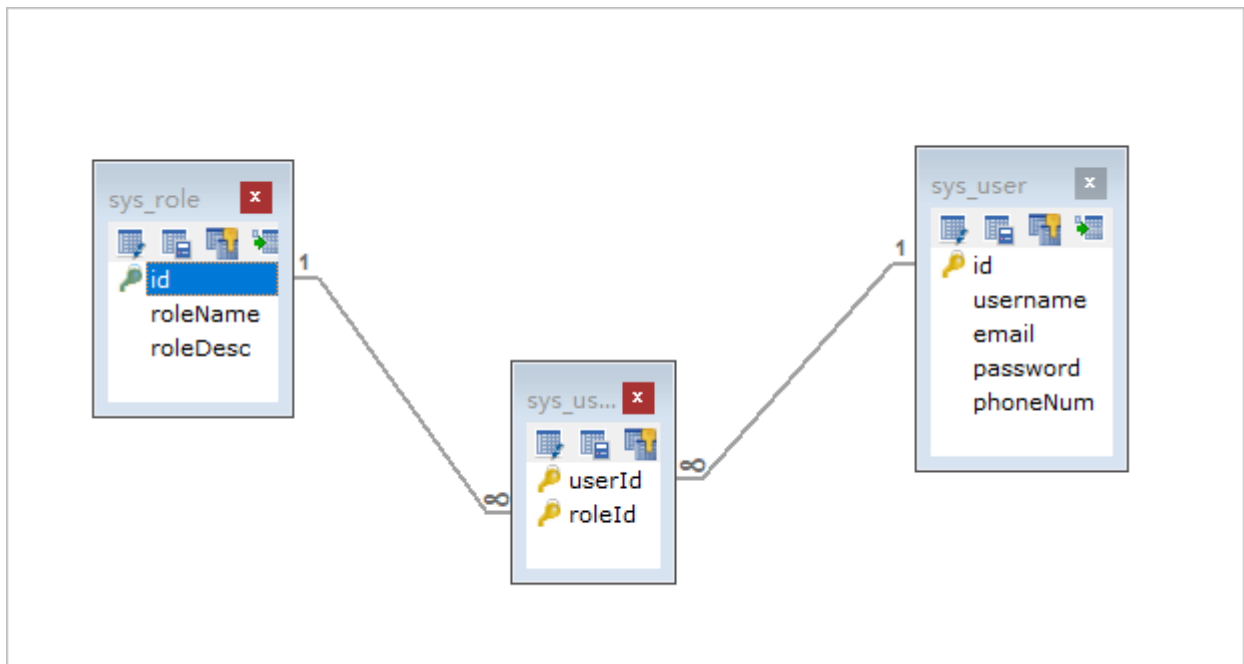 sys_role
x
id
roleName
roleDesc
1
∞
sys_us...
x
userId
roleId
∞
1
sys_user
x
id
username
email
password
phoneNum